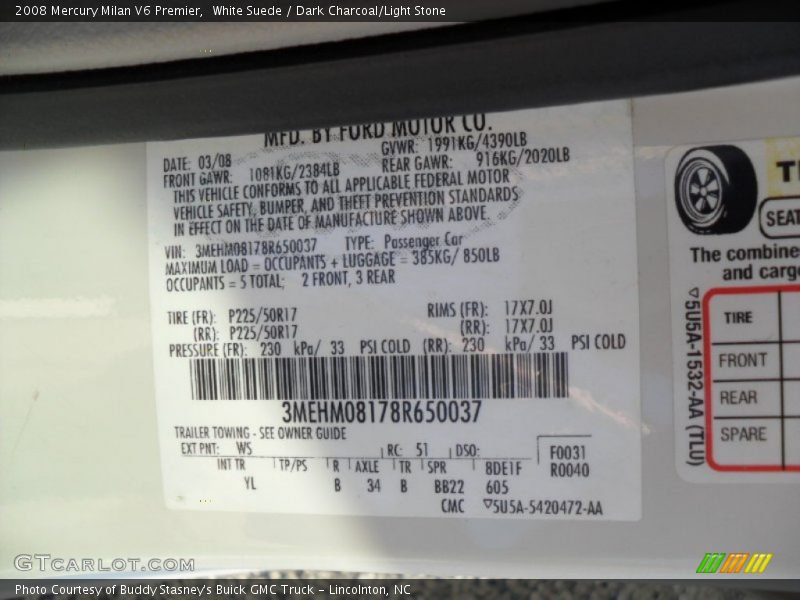 2008 Mercury Milan V6 Premier,  White Suede / Dark Charcoal/Light Stone
MFD. BY FORD MOTOR CO.
DATE: 03/08 GVWR: 1991KG/4390LB
FRONT GAWR: 1081KG/2384LB REAR GAWR: 916KG/2020LB
THIS VEHICLE CONFORMS TO ALL APPLICABLE FEDERAL MOTOR
VEHICLE SAFETY, BUMPER, AND THEFT PREVENTION STANDARDS
IN EFFECT ON THE DATE OF MANUFACTURE SHOWN ABOVE.
VIN: 3MEHM08178R650037 TYPE: Passenger Car
MAXIMUM LOAD = OCCUPANTS + LUGGAGE = 385KG/ 850LB
OCCUPANTS = 5 TOTAL; 2 FRONT, 3 REAR
TIRE (FR): P225/50R17 RIMS (FR): 17X7.0J
(RR): P225/50R17 (RR): 17X7.0J
PRESSURE (FR): 230 kPa/ 33 PSI COLD (RR): 230 kPa/ 33 PSI COLD
3MEHM08178R650037
TRAILER TOWING - SEE OWNER GUIDE
EXT PNT: WS RC: 51 DSO: F0031
INT TR TP/PS R AXLE TR SPR 8DE1F R0040
YL B 34 B BB22 605
CMC ▽5U5A-5420472-AA
SEAT
The combine
and cargo
▽5U5A-1532-AA (TLU)
TIRE
FRONT
REAR
SPARE
GTCARLOT.COM
Photo Courtesy of Buddy Stasney's Buick GMC Truck - Lincolnton, NC